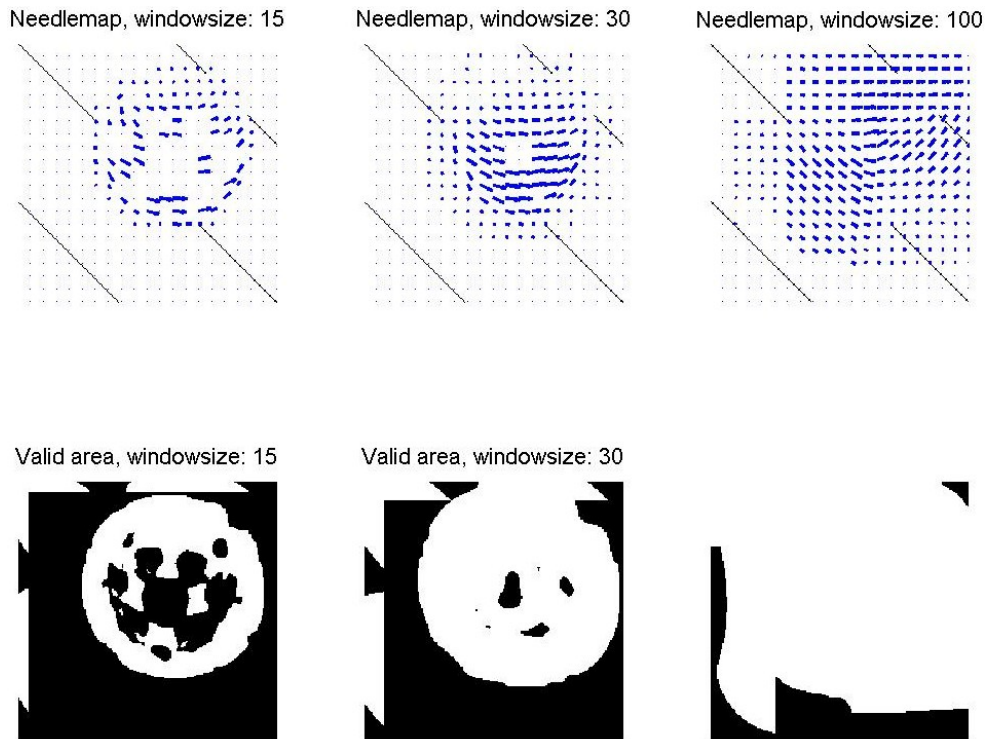 Needlemap, windowsize: 15
Needlemap, windowsize: 30
Needlemap, windowsize: 100
Valid area, windowsize: 15
Valid area, windowsize: 30